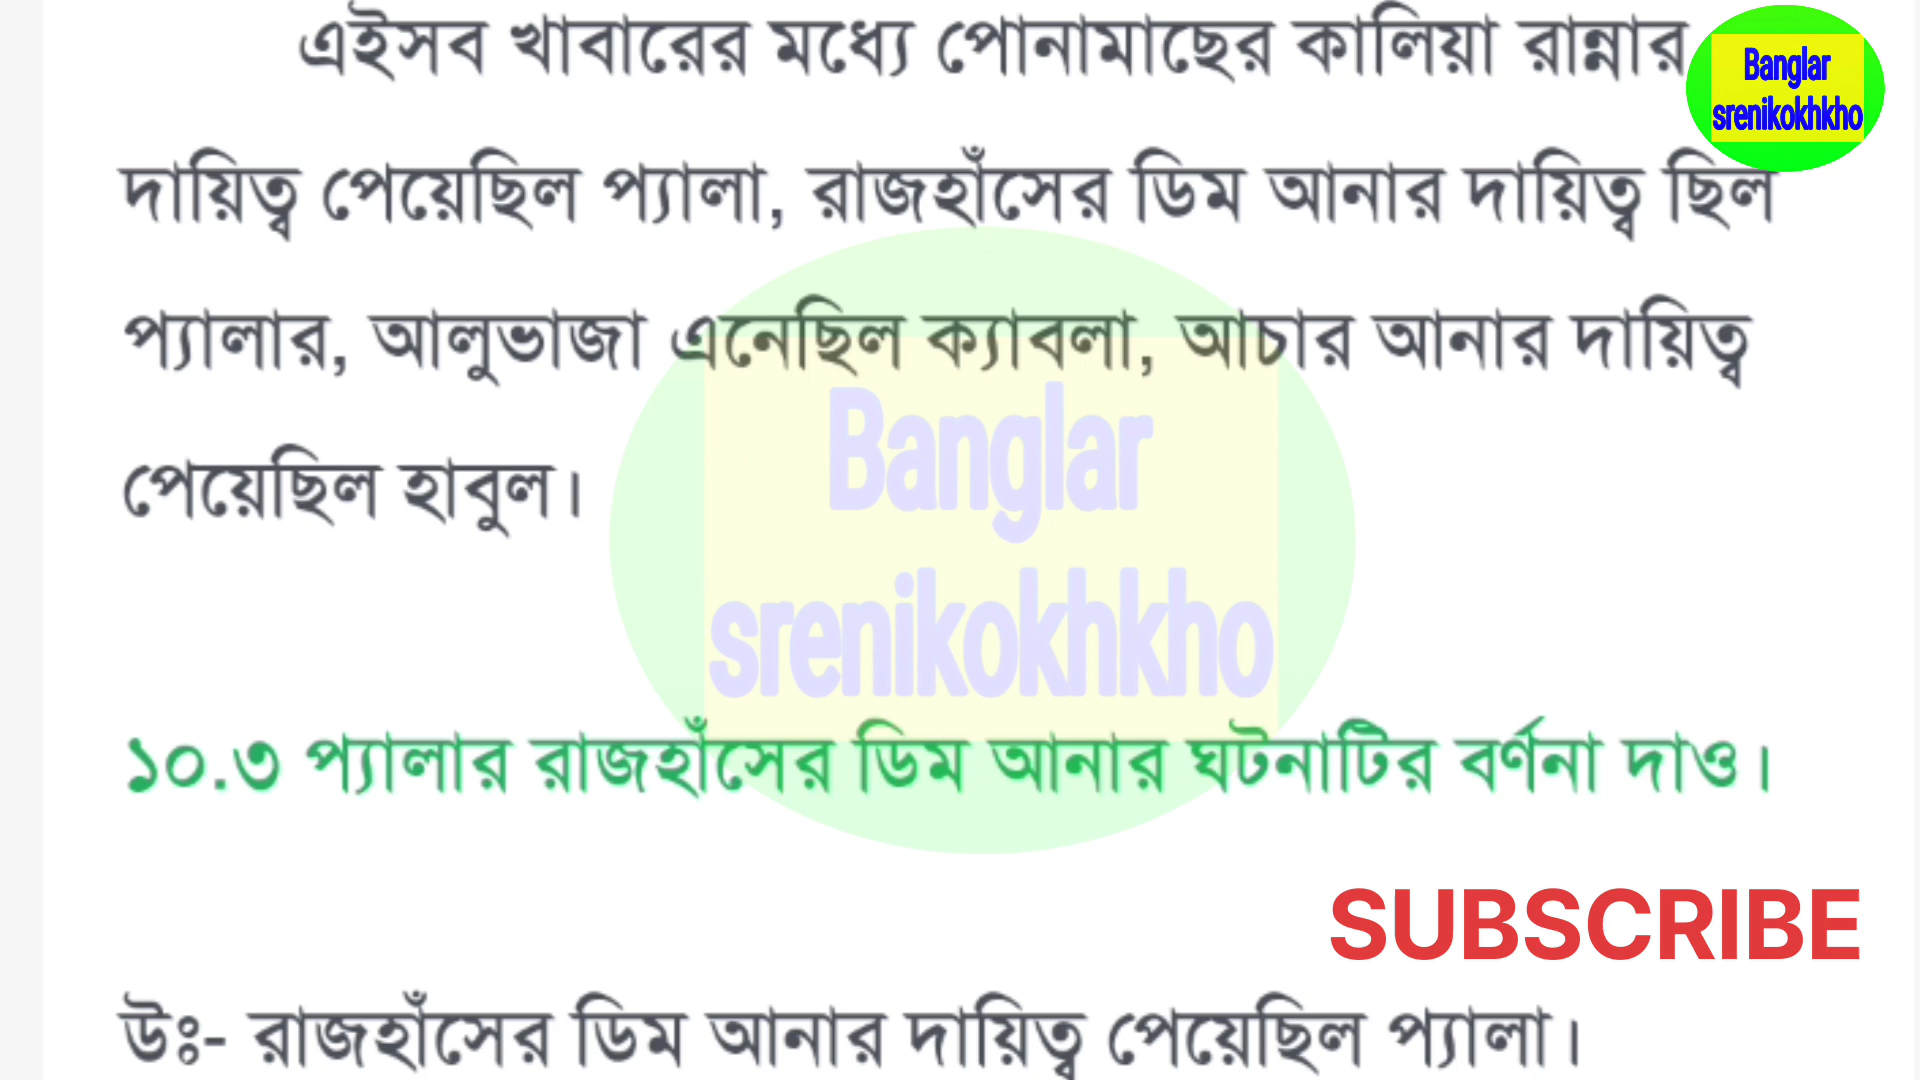 এইসব খাবারের মধ্যে পোনামাছের কালিয়া রান্নার
Banglar
srenikokhkho
দায়িত্ব পেয়েছিল প্যালা, রাজহাঁসের ডিম আনার দায়িত্ব ছিল
প্যালার, আলুভাজা এনেছিল ক্যাবলা, আচার আনার দায়িত্ব
পেয়েছিল হাবুল।
Banglar
srenikokhkho
১০.৩ প্যালার রাজহাঁসের ডিম আনার ঘটনাটির বর্ণনা দাও।
SUBSCRIBE
উঃ- রাজহাঁসের ডিম আনার দায়িত্ব পেয়েছিল প্যালা।